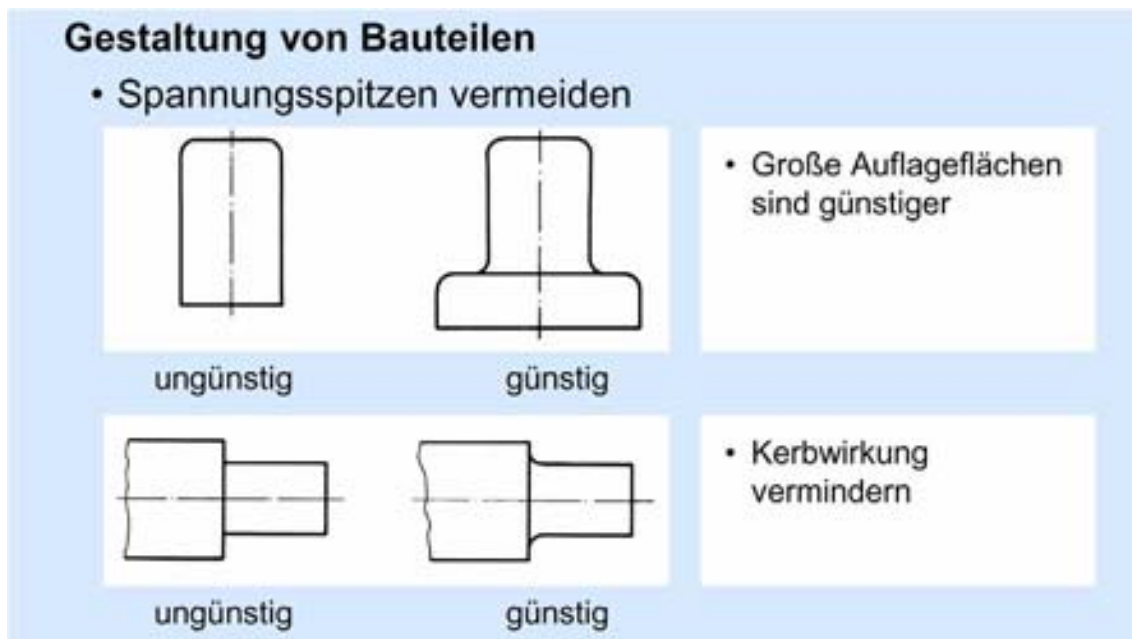 Gestaltung von Bauteilen
• Spannungsspitzen vermeiden
ungünstig
günstig
• Große Auflageflächen
sind günstiger
ungünstig
günstig
• Kerbwirkung
vermindern